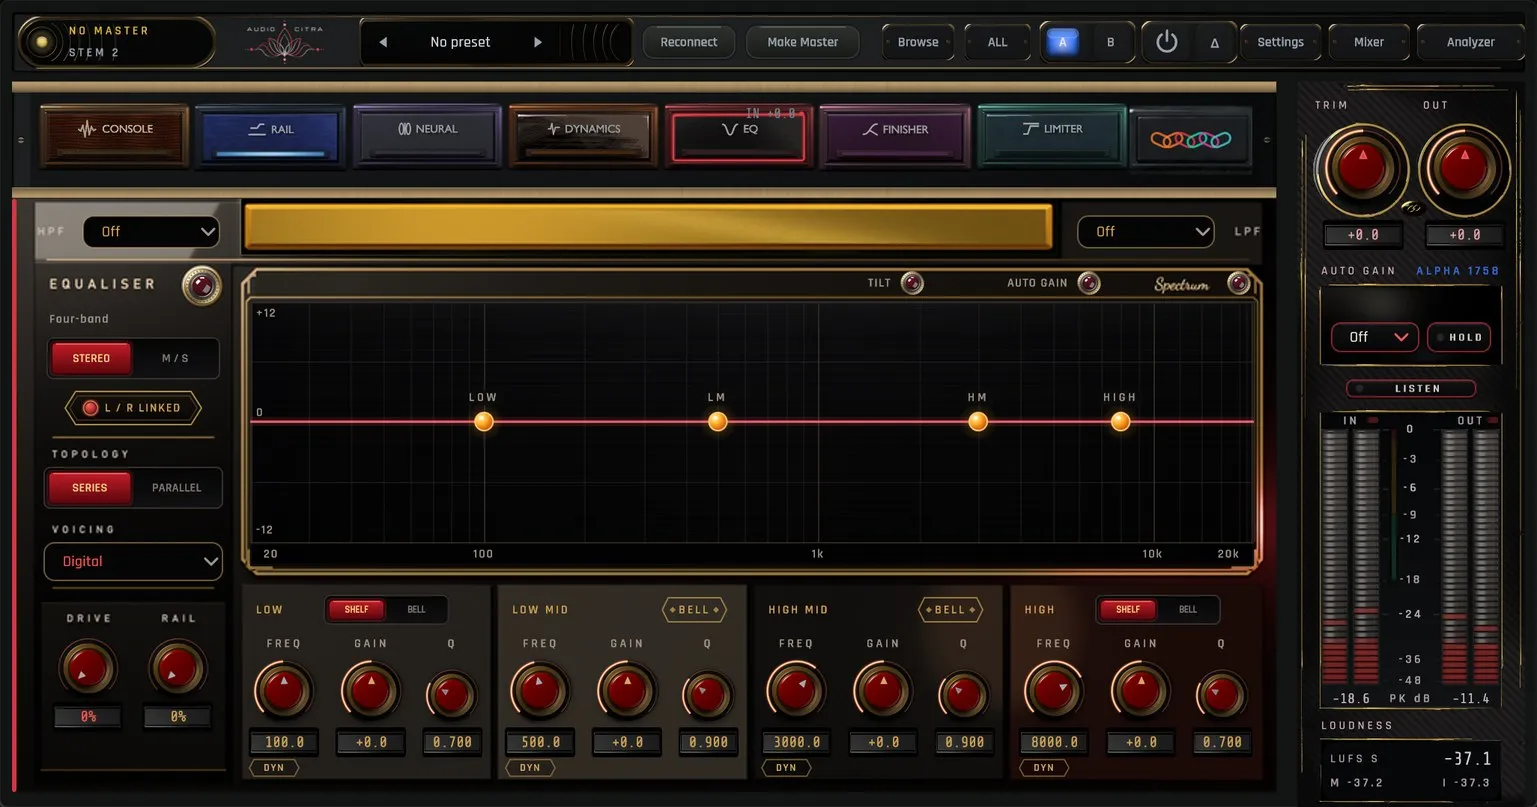 NO MASTER
STEM 2
AUDIO CITRA
No preset
Reconnect
Make Master
Browse
ALL
A
B
Δ
Settings
Mixer
Analyzer
CONSOLE
RAIL
NEURAL
DYNAMICS
IN +0.0
EQ
FINISHER
LIMITER
HPF
Off
Off
LPF
EQUALISER
Four-band
STEREO
M/S
L / R LINKED
TOPOLOGY
SERIES
PARALLEL
VOICING
Digital
DRIVE
RAIL
0%
0%
TILT
AUTO GAIN
Spectrum
+12
0
-12
LOW
LM
HM
HIGH
20
100
1k
10k
20k
LOW
SHELF
BELL
FREQ
GAIN
Q
100.0
+0.0
0.700
DYN
LOW MID
BELL
FREQ
GAIN
Q
500.0
+0.0
0.900
DYN
HIGH MID
BELL
FREQ
GAIN
Q
3000.0
+0.0
0.900
DYN
HIGH
SHELF
BELL
FREQ
GAIN
Q
8000.0
+0.0
0.700
DYN
TRIM
OUT
+0.0
+0.0
AUTO GAIN
ALPHA 1758
Off
HOLD
LISTEN
IN
OUT
0
-3
-6
-9
-12
-18
-24
-36
-48
-18.6
PK dB
-11.4
LOUDNESS
LUFS S
-37.1
M -37.2
I -37.3